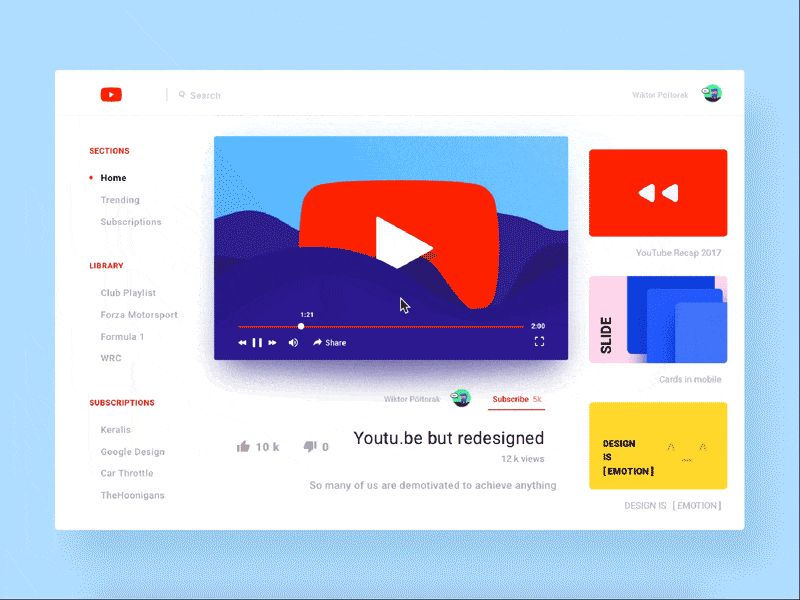 Search
Wiktor Półtorak
SECTIONS
Home
Trending
Subscriptions
LIBRARY
Club Playlist
Forza Motorsport
Formula 1
WRC
SUBSCRIPTIONS
Keralis
Google Design
Car Throttle
TheHoonigans
1:21
2:00
Share
Wiktor Półtorak
Subscribe 5k
10 k
0
Youtu.be but redesigned
12 k views
So many of us are demotivated to achieve anything
YouTube Recap 2017
SLIDE
Cards in mobile
DESIGN
IS
[ EMOTION ]
DESIGN IS [ EMOTION ]